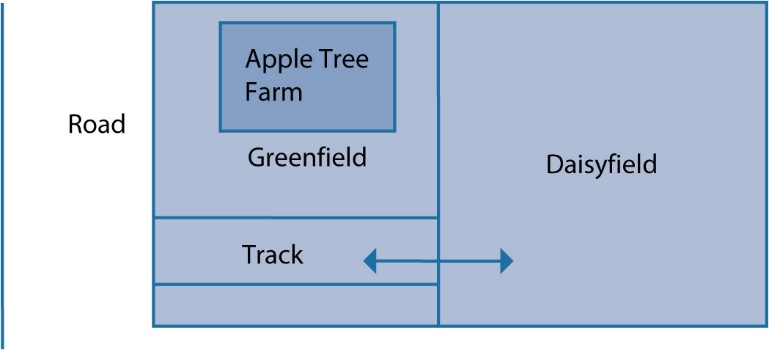 Apple Tree
Farm
Road
Greenfield
Daisyfield
Track